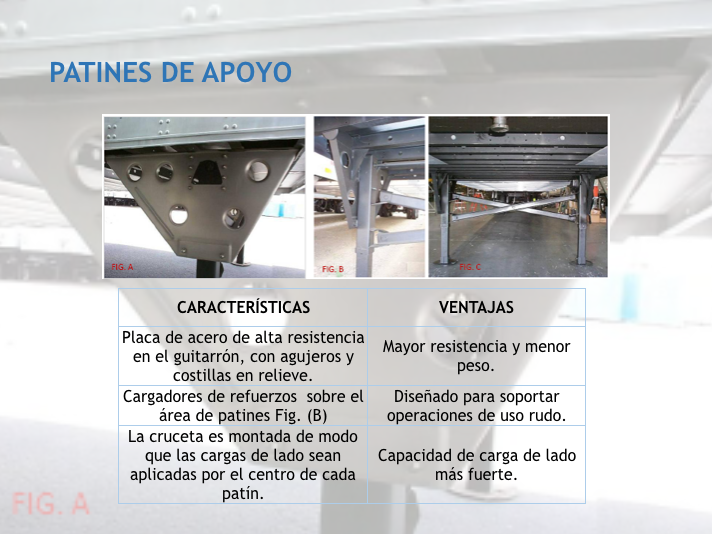 PATINES DE APOYO
FIG. A
FIG. B
FIG. C
CARACTERÍSTICAS
VENTAJAS
Placa de acero de alta resistencia
en el guitarrón, con agujeros y
costillas en relieve.
Mayor resistencia y menor
peso.
Cargadores de refuerzos  sobre el
área de patines Fig. (B)
Diseñado para soportar
operaciones de uso rudo.
La cruceta es montada de modo
que las cargas de lado sean
aplicadas por el centro de cada
patín.
Capacidad de carga de lado
más fuerte.
FIG. A